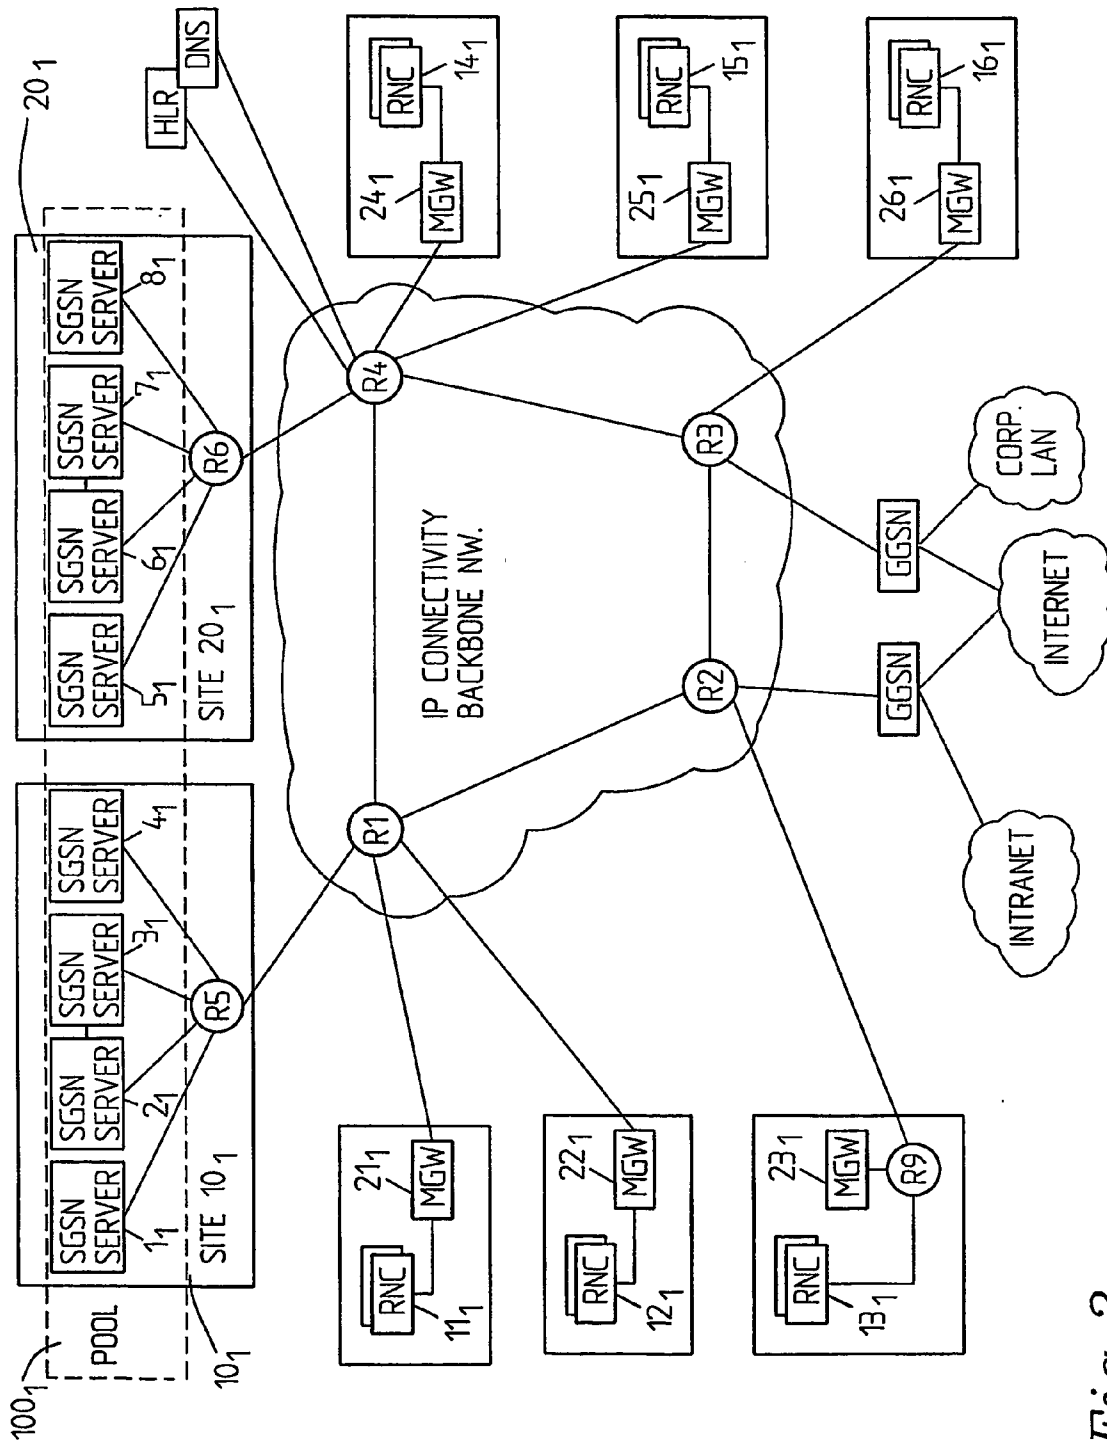 100₁
POOL
10₁
SGSN
SERVER
1₁
SGSN
SERVER
2₁
SGSN
SERVER
3₁
SGSN
SERVER
4₁
SITE 10₁
R5
SGSN
SERVER
5₁
SGSN
SERVER
6₁
SGSN
SERVER
7₁
SGSN
SERVER
8₁
SITE 20₁
R6
20₁
HLR
DNS
RNC
11₁
MGW
21₁
RNC
12₁
MGW
22₁
RNC
13₁
MGW
23₁
R9
R1
R4
R2
R3
IP CONNECTIVITY
BACKBONE NW.
MGW
24₁
RNC
14₁
MGW
25₁
RNC
15₁
MGW
26₁
RNC
16₁
GGSN
GGSN
INTRANET
INTERNET
CORP.
LAN